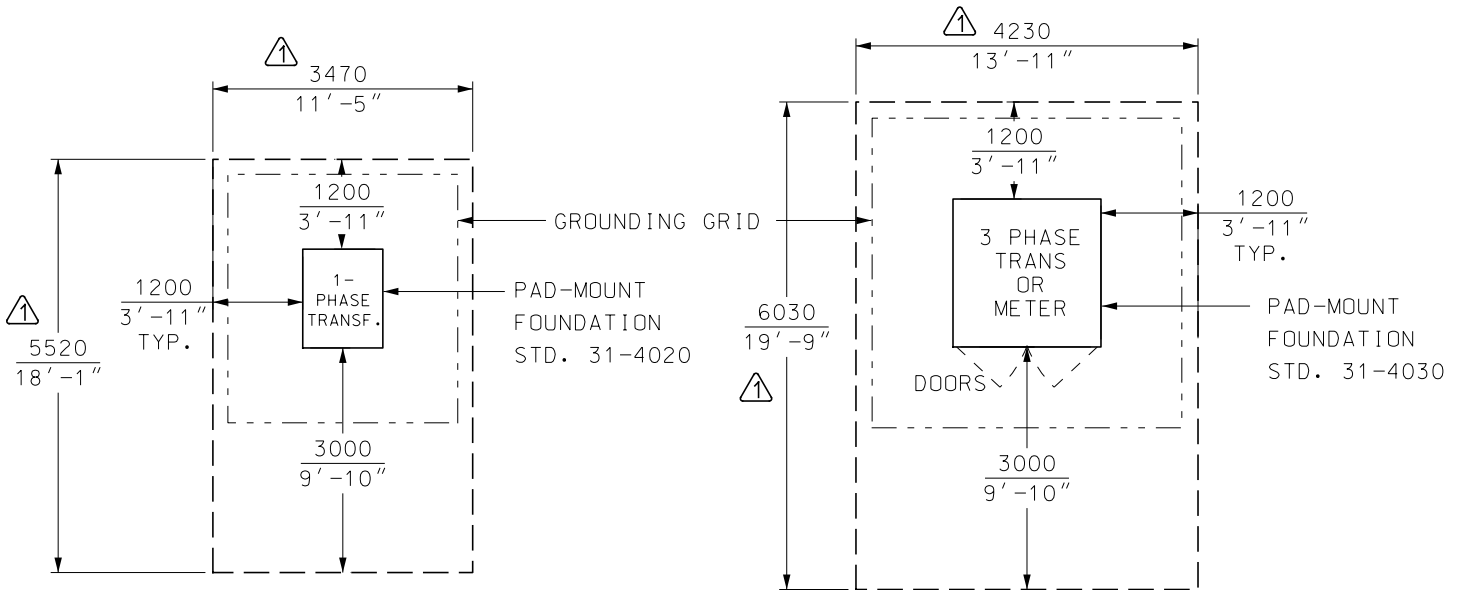 1
3470
11'-5"
1200
3'-11"
1-
PHASE
TRANSF.
1200
3'-11"
TYP.
1
5520
18'-1"
3000
9'-10"
GROUNDING GRID
PAD-MOUNT
FOUNDATION
STD. 31-4020
1
4230
13'-11"
1200
3'-11"
3 PHASE
TRANS
OR
METER
1200
3'-11"
TYP.
6030
19'-9"
1
DOORS
3000
9'-10"
PAD-MOUNT
FOUNDATION
STD. 31-4030